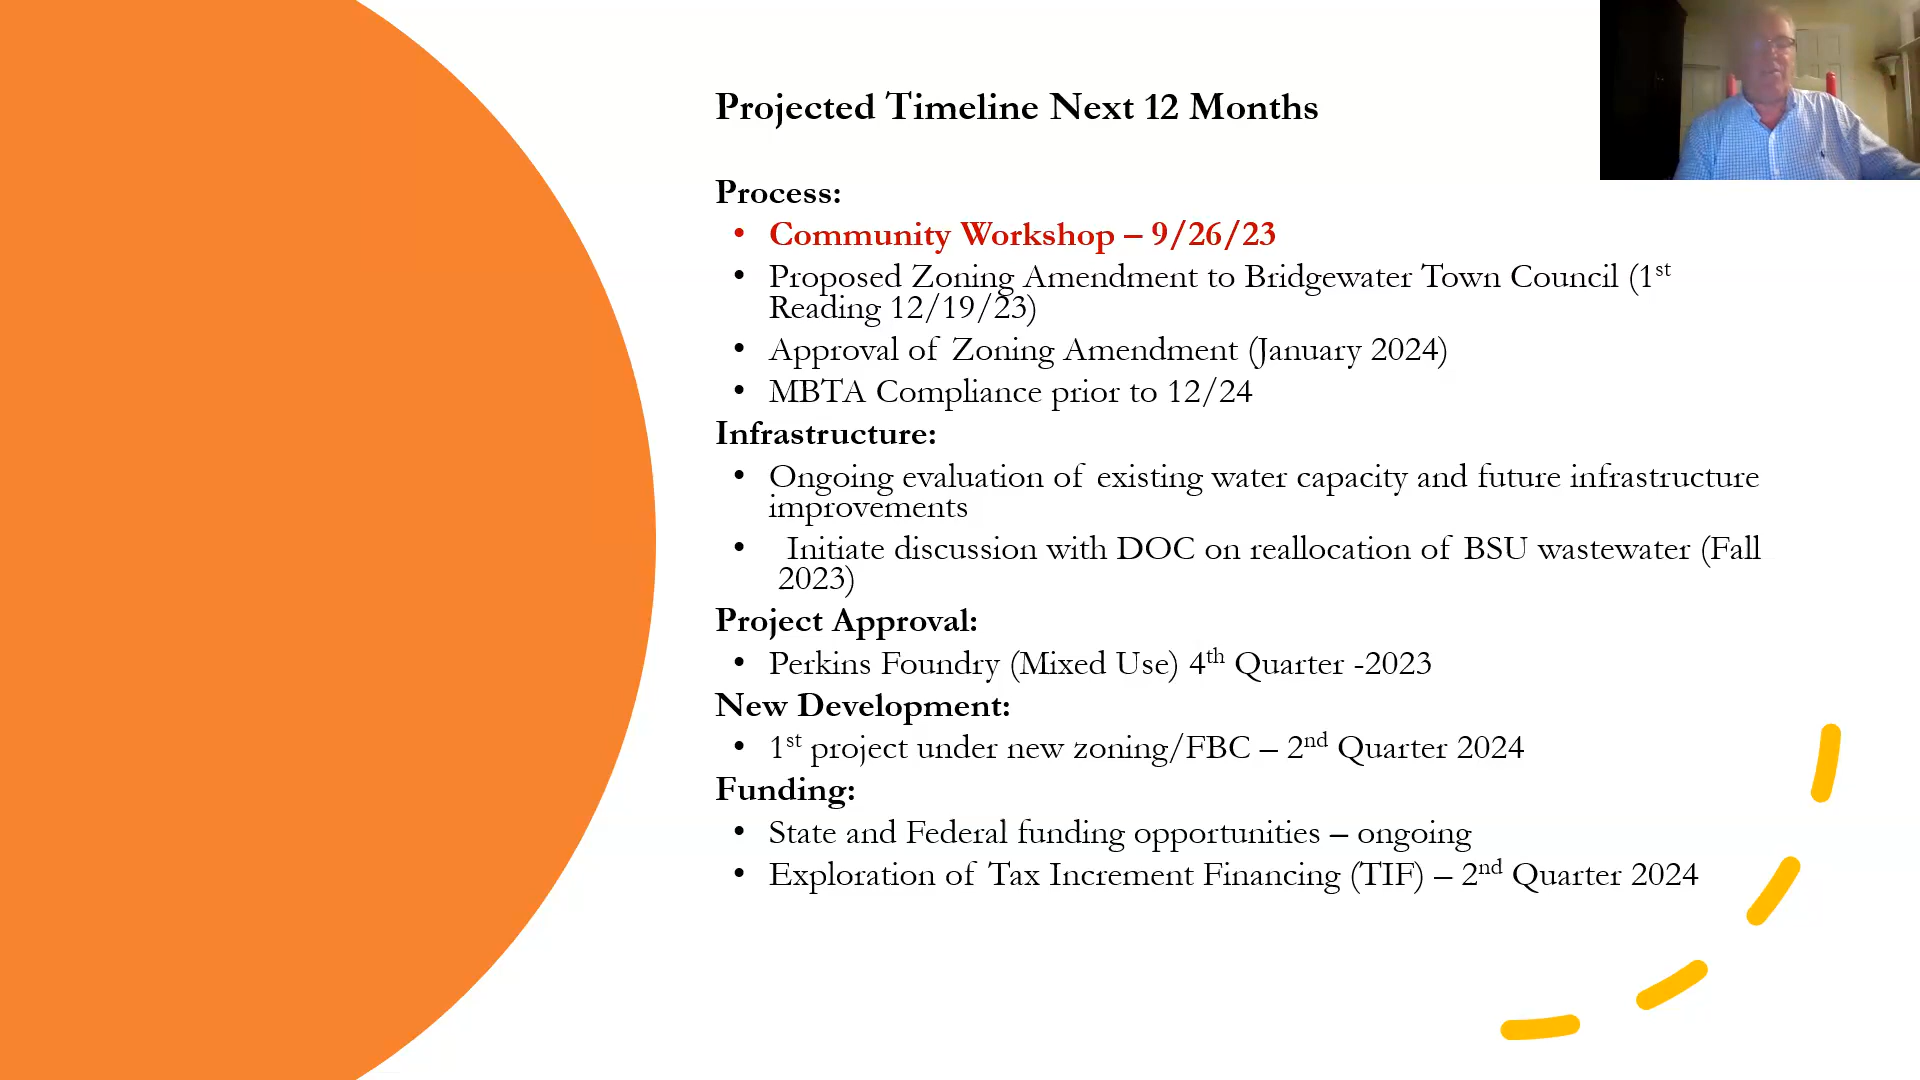 Projected Timeline Next 12 Months
Process:
• Community Workshop – 9/26/23
• Proposed Zoning Amendment to Bridgewater Town Council (1st
Reading 12/19/23)
• Approval of Zoning Amendment (January 2024)
• MBTA Compliance prior to 12/24
Infrastructure:
• Ongoing evaluation of existing water capacity and future infrastructure
improvements
• Initiate discussion with DOC on reallocation of BSU wastewater (Fall
2023)
Project Approval:
• Perkins Foundry (Mixed Use) 4th Quarter -2023
New Development:
• 1st project under new zoning/FBC – 2nd Quarter 2024
Funding:
• State and Federal funding opportunities – ongoing
• Exploration of Tax Increment Financing (TIF) – 2nd Quarter 2024